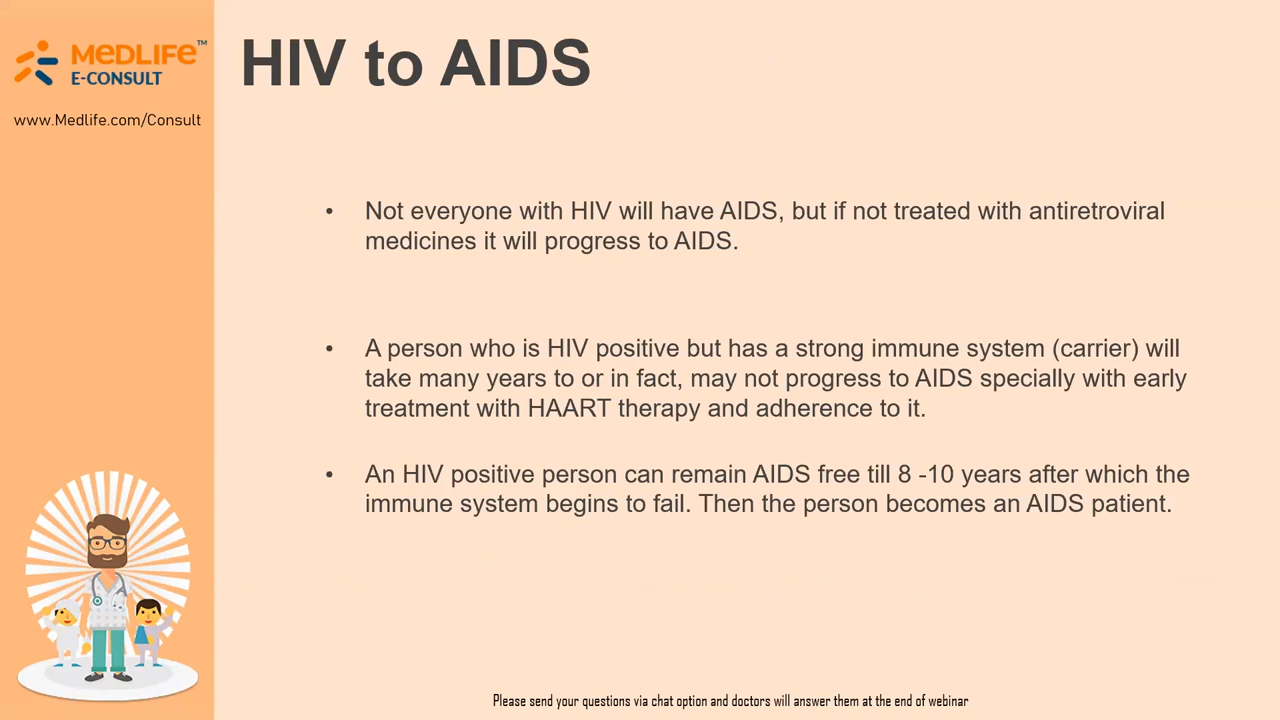 MEDLIFE™
E-CONSULT
www.Medlife.com/Consult
HIV to AIDS
• Not everyone with HIV will have AIDS, but if not treated with antiretroviral
medicines it will progress to AIDS.
• A person who is HIV positive but has a strong immune system (carrier) will
take many years to or in fact, may not progress to AIDS specially with early
treatment with HAART therapy and adherence to it.
• An HIV positive person can remain AIDS free till 8 -10 years after which the
immune system begins to fail. Then the person becomes an AIDS patient.
Please send your questions via chat option and doctors will answer them at the end of webinar